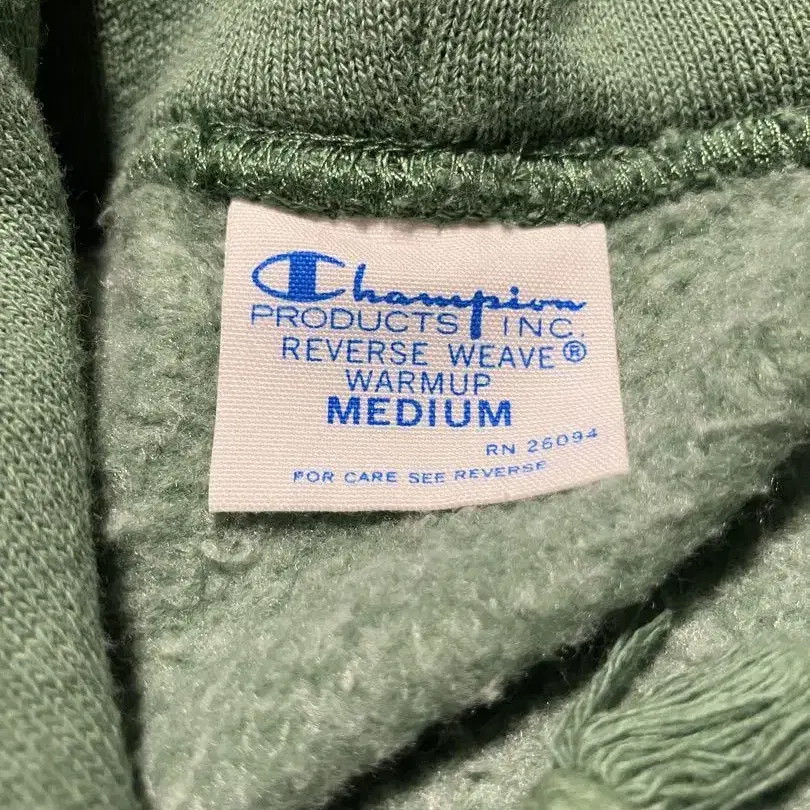 Champion
PRODUCTS INC.
REVERSE WEAVE®
WARMUP
MEDIUM
RN 26094
FOR CARE SEE REVERSE